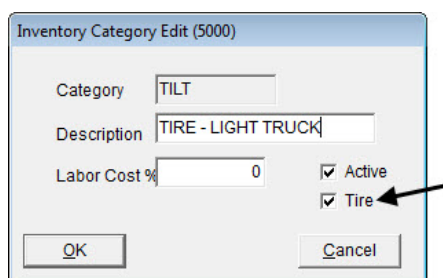 Inventory Category Edit (5000)
Category TILT
Description TIRE - LIGHT TRUCK
Labor Cost % 0 Active
Tire
OK Cancel